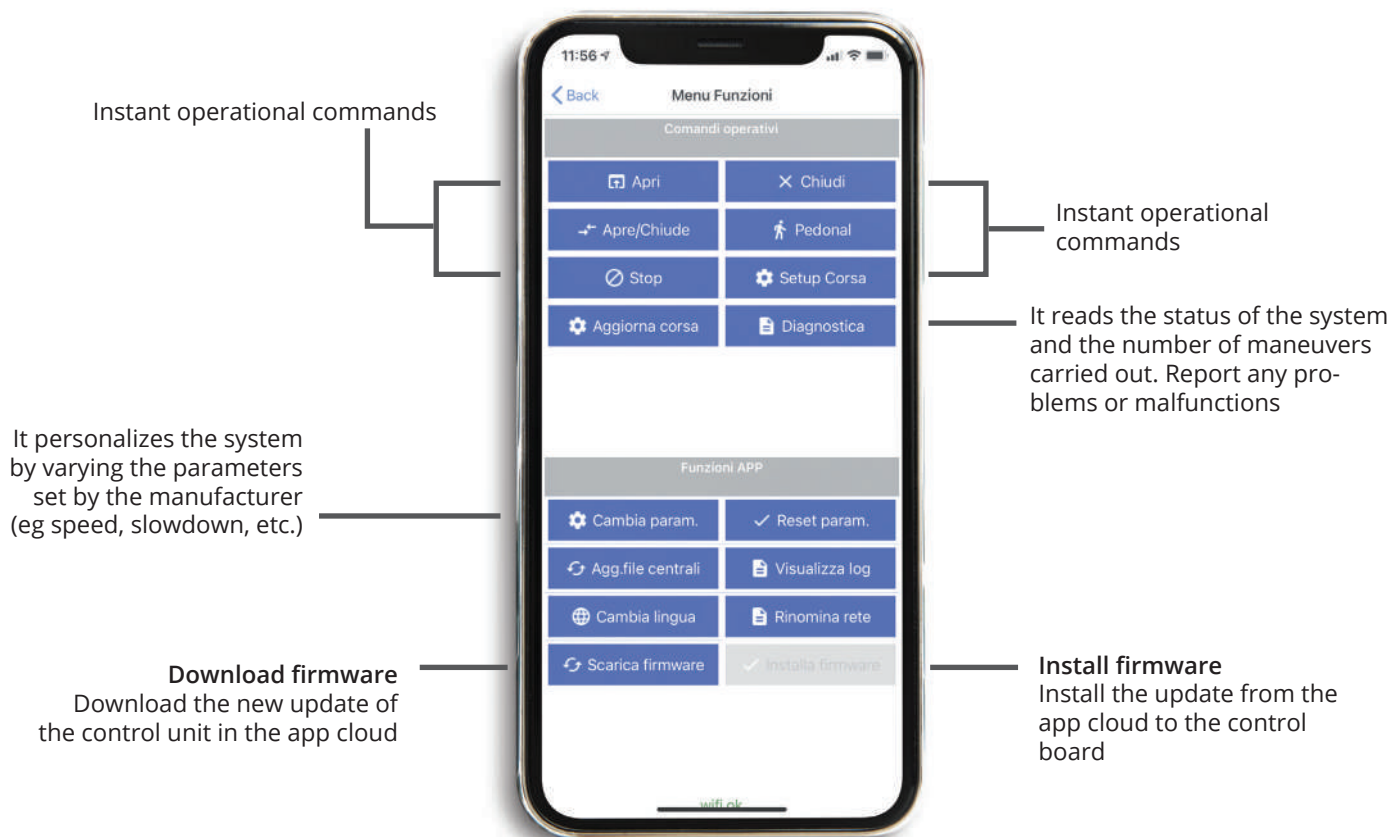 11:56
Back
Menu Funzioni
Comandi operativi
Instant operational commands
Apri
Chiudi
Apre/Chiude
Pedonal
Instant operational
commands
Stop
Setup Corsa
Aggiorna corsa
Diagnostica
It reads the status of the system
and the number of maneuvers
carried out. Report any pro-
blems or malfunctions
It personalizes the system
by varying the parameters
set by the manufacturer
(eg speed, slowdown, etc.)
Funzioni APP
Cambia param.
Reset param.
Agg.file centrali
Visualizza log
Cambia lingua
Rinomina rete
Scarica firmware
Installa firmware
Download firmware
Download the new update of
the control unit in the app cloud
Install firmware
Install the update from the
app cloud to the control
board
wifi ok